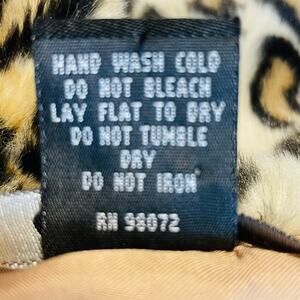 HAND WASH COLD
DO NOT BLEACH
LAY FLAT TO DRY
DO NOT TUMBLE
DRY
DO NOT IRON
RN 98072